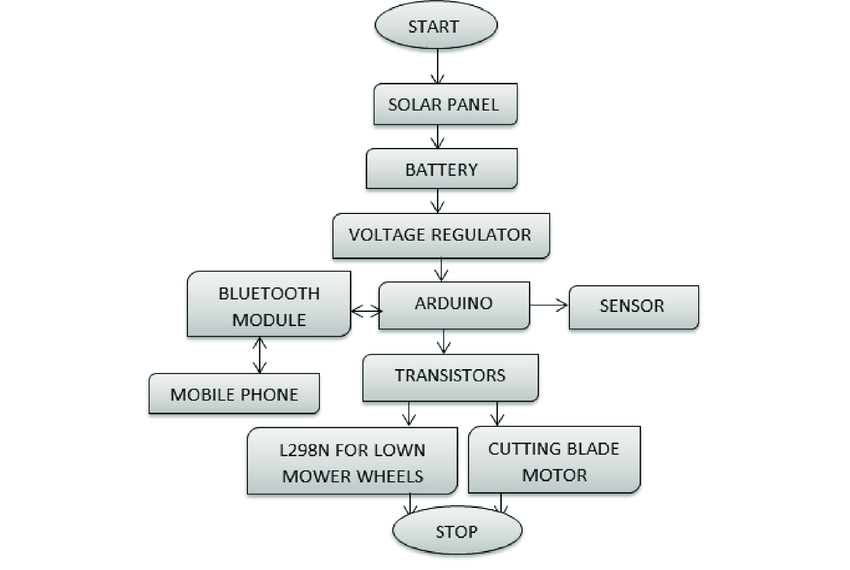 START
SOLAR PANEL
BATTERY
VOLTAGE REGULATOR
BLUETOOTH
MODULE
ARDUINO
SENSOR
MOBILE PHONE
TRANSISTORS
L298N FOR LOWN
MOWER WHEELS
CUTTING BLADE
MOTOR
STOP